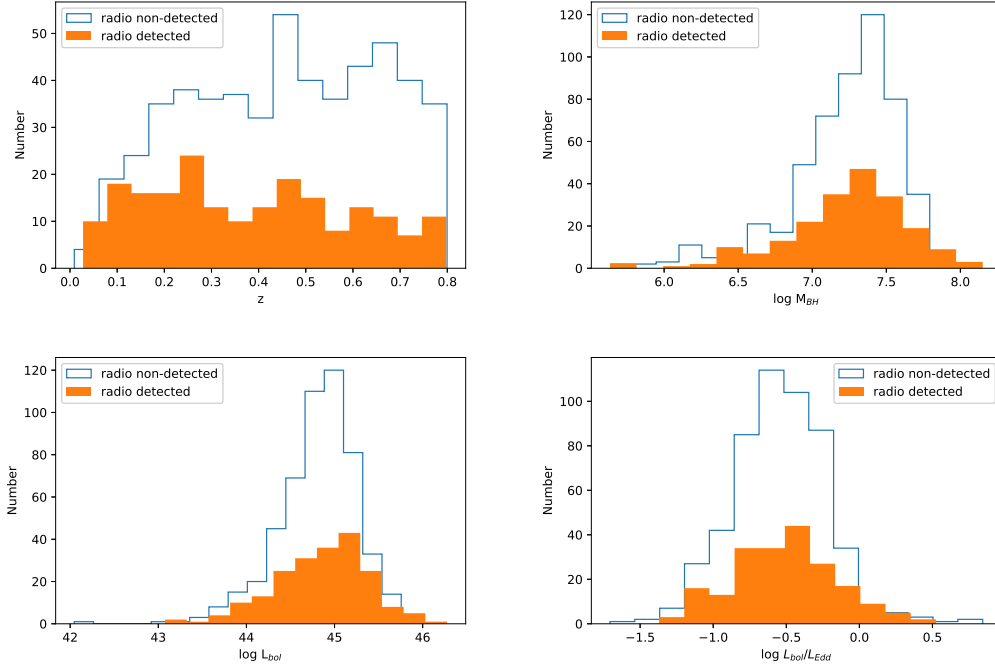 radio non-detected
radio detected
50
40
30
20
10
0
Number
0.0 0.1 0.2 0.3 0.4 0.5 0.6 0.7 0.8
z
radio non-detected
radio detected
120
100
80
60
40
20
0
Number
6.0 6.5 7.0 7.5 8.0
log M_BH
radio non-detected
radio detected
120
100
80
60
40
20
0
Number
42 43 44 45 46
log L_bol
radio non-detected
radio detected
100
80
60
40
20
0
Number
−1.5 −1.0 −0.5 0.0 0.5
log L_bol/L_Edd